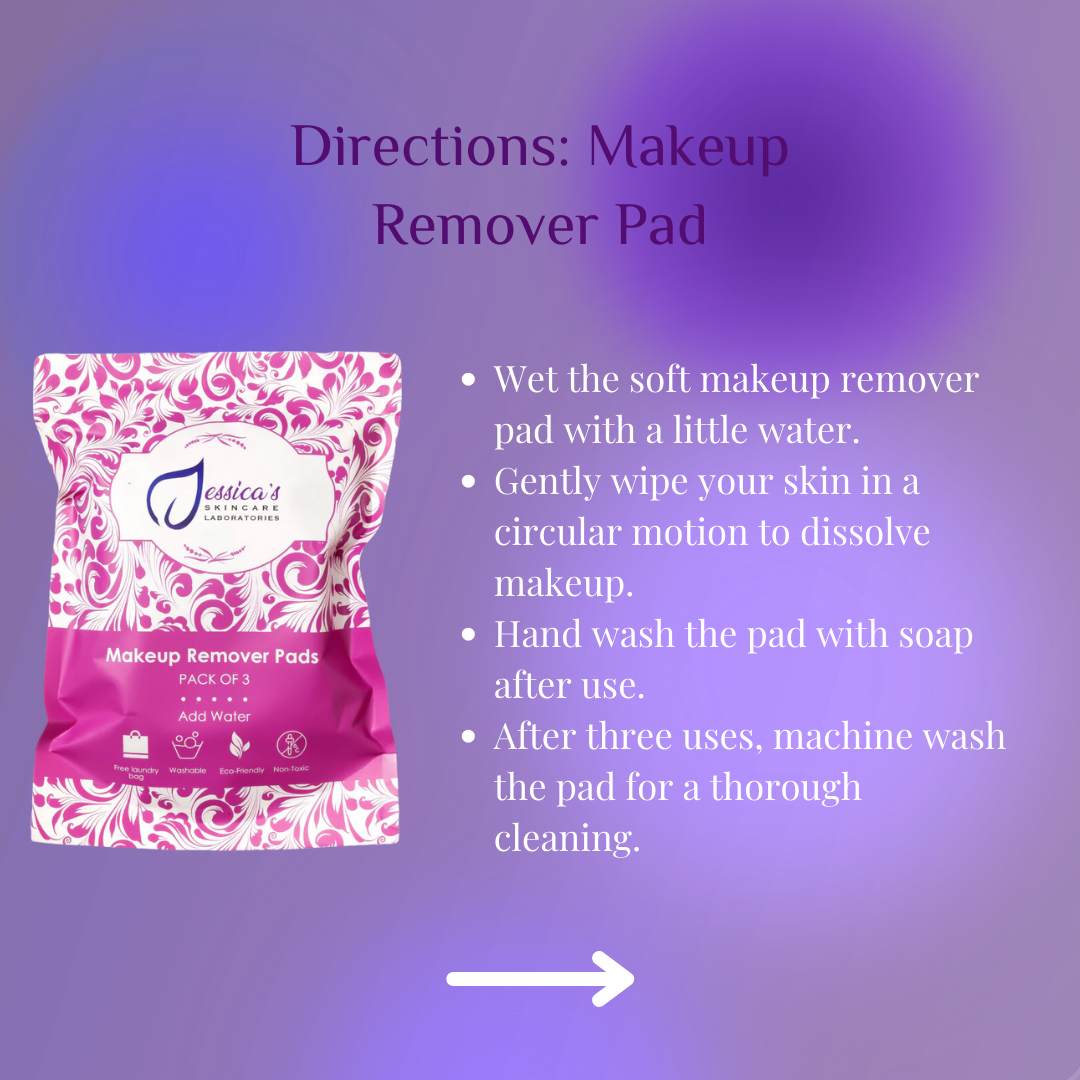 Directions: Makeup
Remover Pad
Jessica's
SKINCARE
LABORATORIES
Makeup Remover Pads
PACK OF 3
Add Water
Free laundry
bag
Washable
Eco-Friendly
Non-Toxic
• Wet the soft makeup remover
pad with a little water.
• Gently wipe your skin in a
circular motion to dissolve
makeup.
• Hand wash the pad with soap
after use.
• After three uses, machine wash
the pad for a thorough
cleaning.